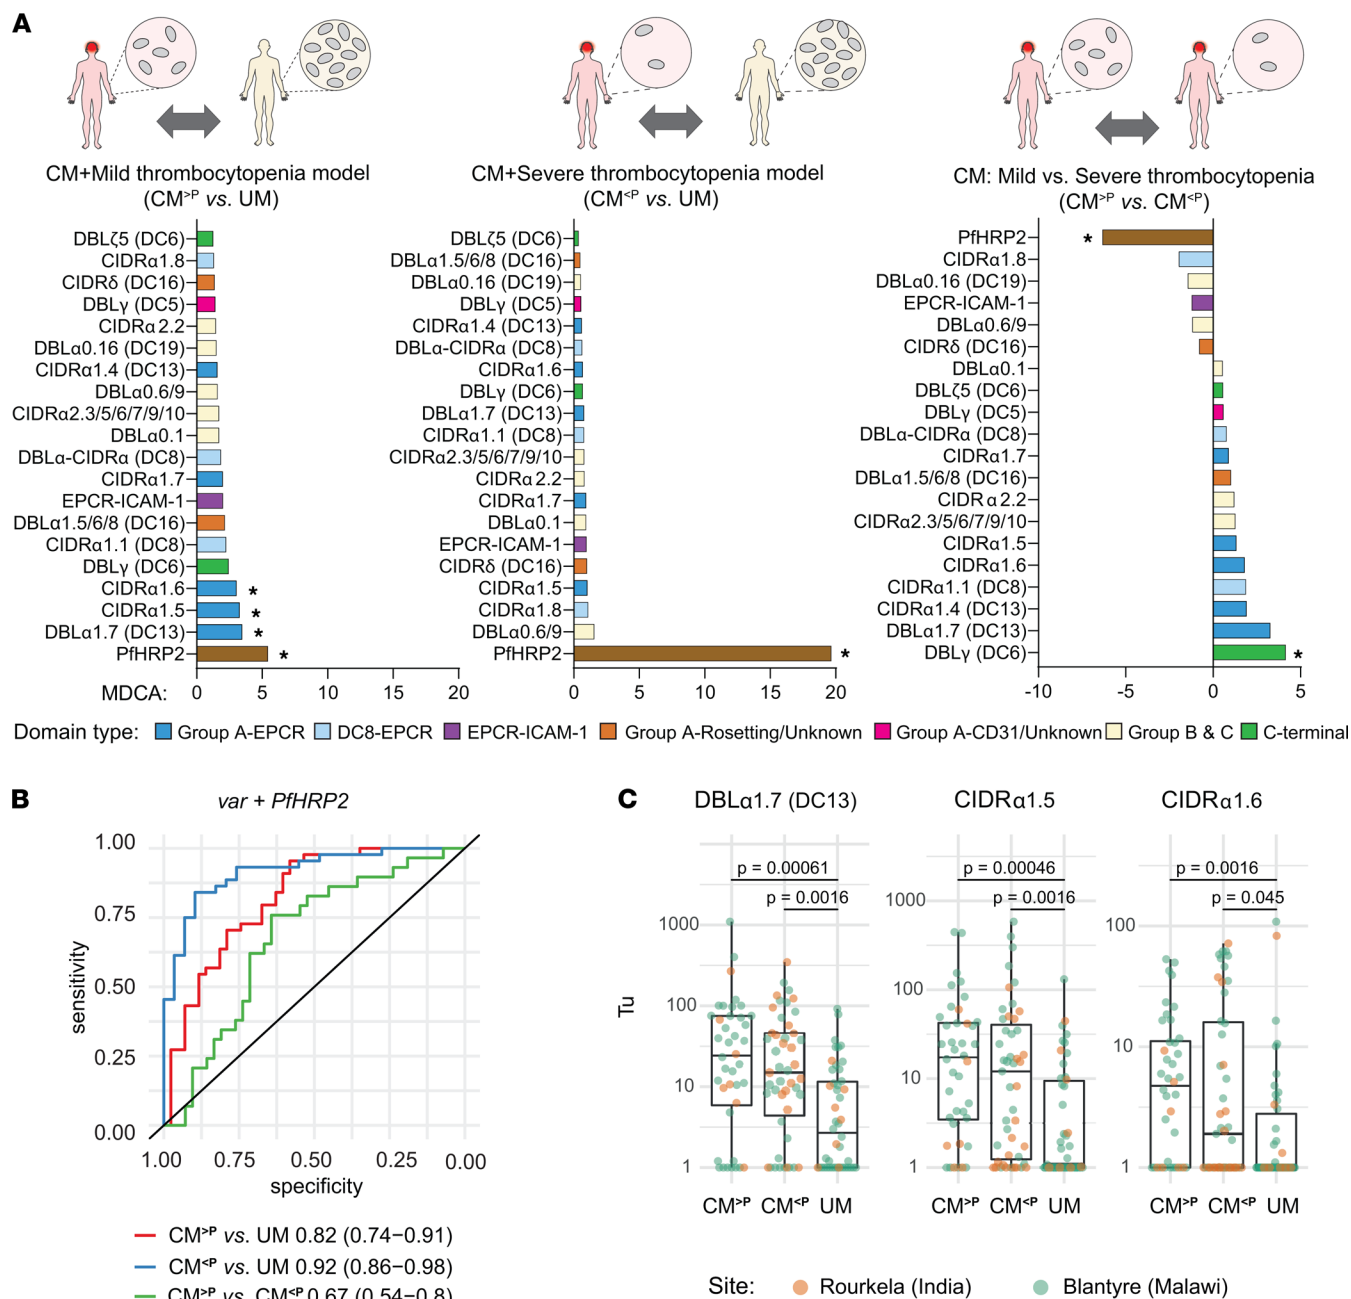 A
CM+Mild thrombocytopenia model
(CM>P vs. UM)
CM+Severe thrombocytopenia model
(CM<P vs. UM)
CM: Mild vs. Severe thrombocytopenia
(CM>P vs. CM<P)
DBLζ5 (DC6)
CIDRα1.8
CIDRδ (DC16)
DBLγ (DC5)
CIDRα2.2
DBLα0.16 (DC19)
CIDRα1.4 (DC13)
DBLα0.6/9
CIDRα2.3/5/6/7/9/10
DBLα0.1
DBLα-CIDRα (DC8)
CIDRα1.7
EPCR-ICAM-1
DBLα1.5/6/8 (DC16)
CIDRα1.1 (DC8)
DBLγ (DC6)
CIDRα1.6 *
CIDRα1.5 *
DBLα1.7 (DC13) *
PfHRP2 *
MDCA: 0 5 10 15 20
DBLζ5 (DC6)
DBLα1.5/6/8 (DC16)
DBLα0.16 (DC19)
DBLγ (DC5)
CIDRα1.4 (DC13)
DBLα-CIDRα (DC8)
CIDRα1.6
DBLγ (DC6)
DBLα1.7 (DC13)
CIDRα1.1 (DC8)
CIDRα2.3/5/6/7/9/10
CIDRα2.2
CIDRα1.7
DBLα0.1
EPCR-ICAM-1
CIDRδ (DC16)
CIDRα1.5
CIDRα1.8
DBLα0.6/9
PfHRP2 *
0 5 10 15 20
PfHRP2 *
CIDRα1.8
DBLα0.16 (DC19)
EPCR-ICAM-1
DBLα0.6/9
CIDRδ (DC16)
DBLα0.1
DBLζ5 (DC6)
DBLγ (DC5)
DBLα-CIDRα (DC8)
CIDRα1.7
DBLα1.5/6/8 (DC16)
CIDRα2.2
CIDRα2.3/5/6/7/9/10
CIDRα1.5
CIDRα1.6
CIDRα1.1 (DC8)
CIDRα1.4 (DC13)
DBLα1.7 (DC13)
DBLγ (DC6) *
-10 -5 0 5
Domain type: Group A-EPCR DC8-EPCR EPCR-ICAM-1 Group A-Rosetting/Unknown Group A-CD31/Unknown Group B & C C-terminal
B
var + PfHRP2
sensitivity
1.00
0.75
0.50
0.25
0.00
1.00 0.75 0.50 0.25 0.00
specificity
CM>P vs. UM 0.82 (0.74–0.91)
CM<P vs. UM 0.92 (0.86–0.98)
CM>P vs. CM<P 0.67 (0.54–0.8)
C
DBLα1.7 (DC13)
p = 0.00061
p = 0.0016
Tu
1000
100
10
1
CM>P CM<P UM
CIDRα1.5
p = 0.00046
p = 0.0016
1000
100
10
1
CM>P CM<P UM
CIDRα1.6
p = 0.0016
p = 0.045
100
10
1
CM>P CM<P UM
Site: Rourkela (India) Blantyre (Malawi)